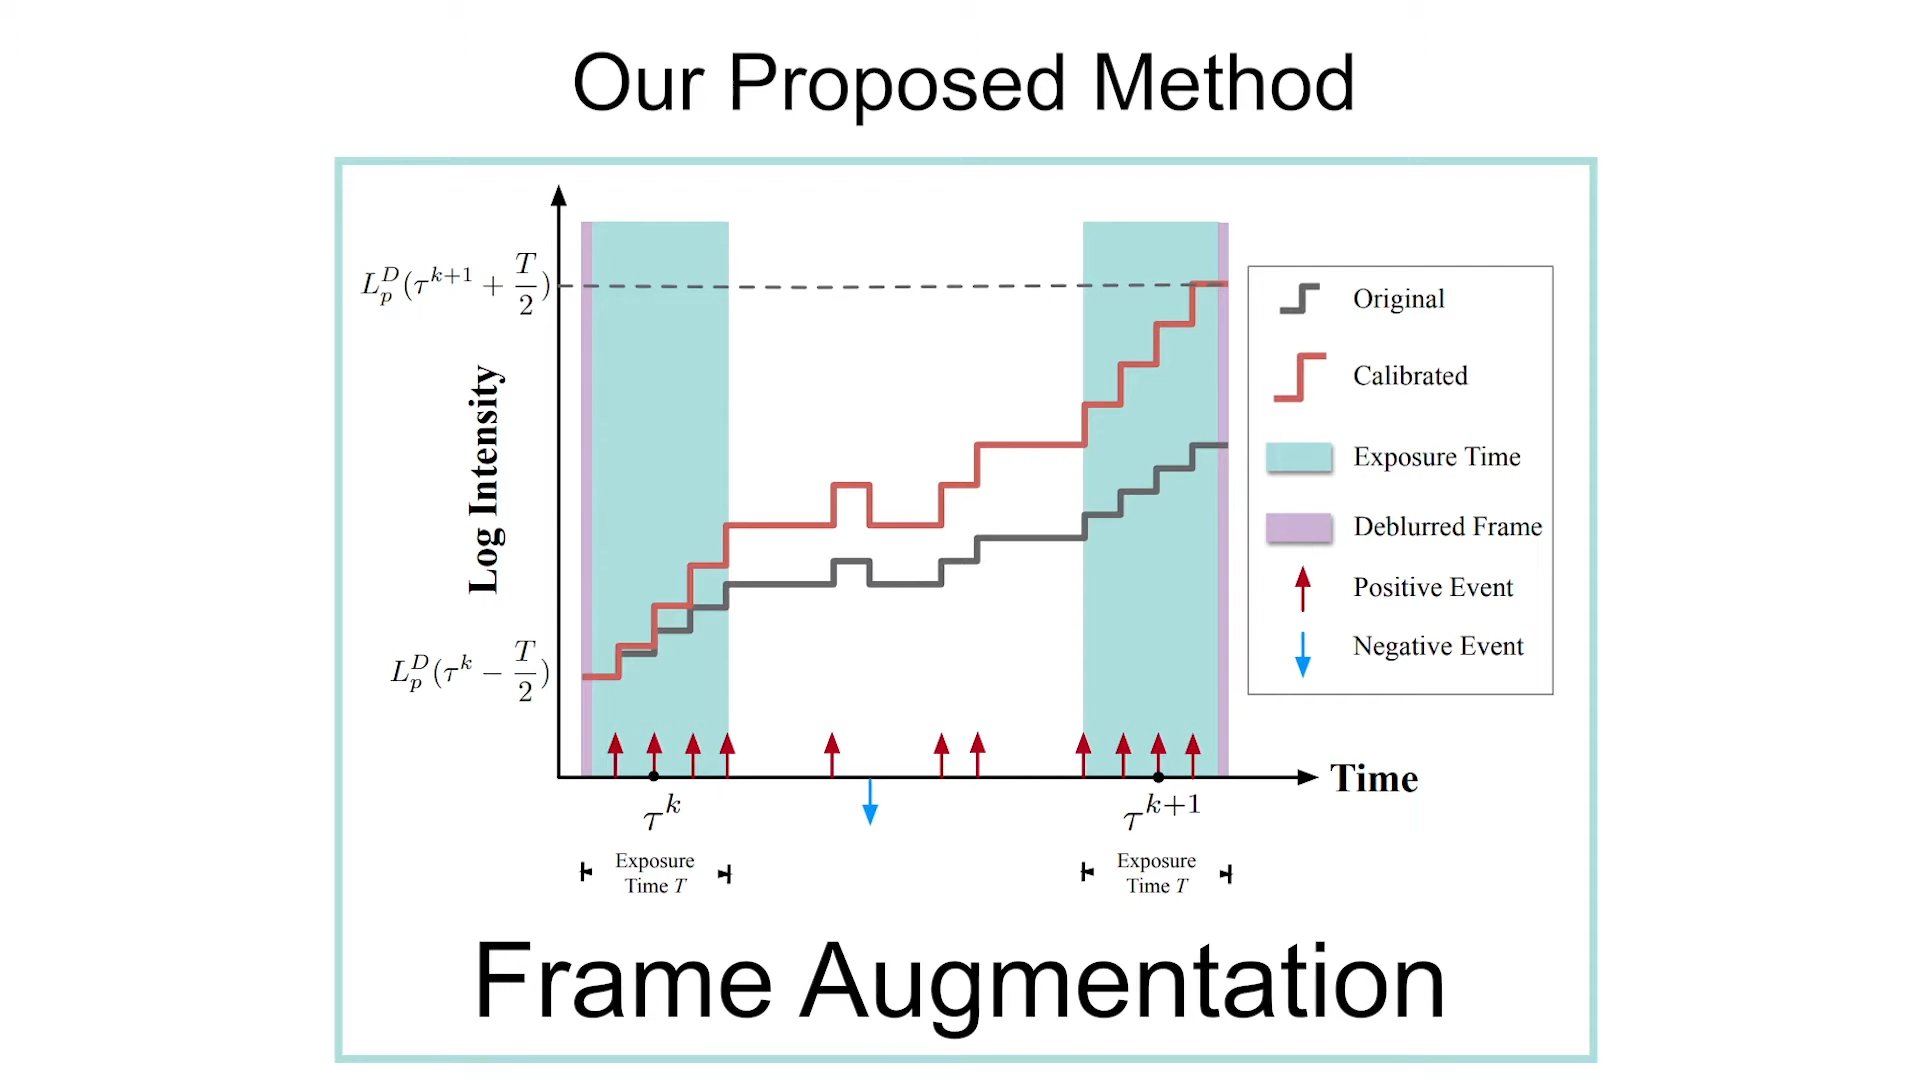 Our Proposed Method
L_p^D(τ^{k+1} + T/2)
Log Intensity
L_p^D(τ^k − T/2)
Original
Calibrated
Exposure Time
Deblurred Frame
Positive Event
Negative Event
Time
τ^k
τ^{k+1}
Exposure
Time T
Exposure
Time T
Frame Augmentation